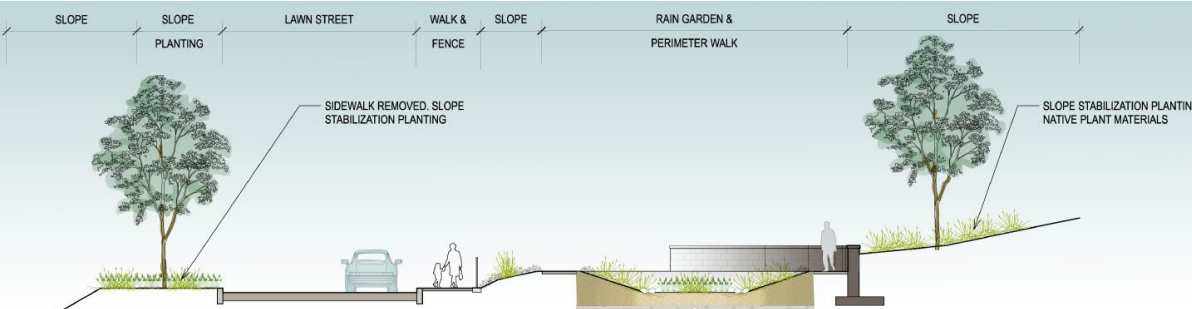 SLOPE
SLOPE
PLANTING
LAWN STREET
WALK &
FENCE
SLOPE
RAIN GARDEN &
PERIMETER WALK
SLOPE
SIDEWALK REMOVED. SLOPE
STABILIZATION PLANTING
SLOPE STABILIZATION PLANTIN
NATIVE PLANT MATERIALS